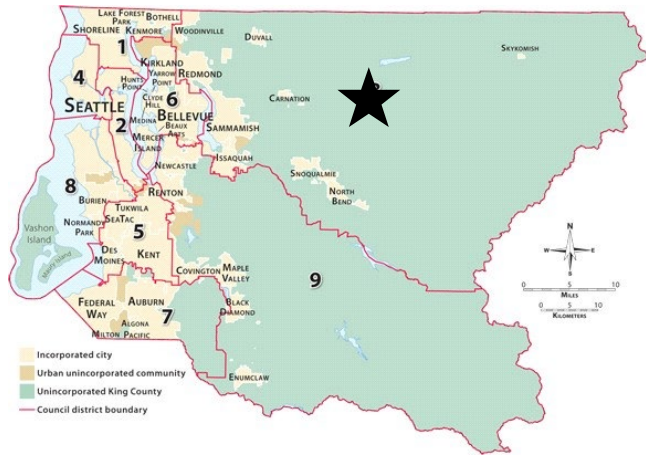 LAKE FOREST
PARK
BOTHELL
SHORELINE KENMORE
WOODINVILLE
DUVALL
SKYKOMISH
1
KIRKLAND
YARROW
POINT
REDMOND
4
HUNTS
POINT
6
CLYDE
HILL
CARNATION
SEATTLE
2
MEDINA
BELLEVUE
BEAUX
ARTS
SAMMAMISH
MERCER
ISLAND
ISSAQUAH
NEWCASTLE
SNOQUALMIE
8
RENTON
NORTH
BEND
BURIEN
TUKWILA
Vashon
Island
NORMANDY
PARK
SEATAC
5
Maury Island
DES
MOINES
KENT
W
N
E
S
COVINGTON
MAPLE
VALLEY
9
10 5 0 10
MILES
10 5 0 10
KILOMETERS
FEDERAL
WAY
AUBURN
7
BLACK
DIAMOND
ALGONA
MILTON PACIFIC
ENUMCLAW
Incorporated city
Urban unincorporated community
Unincorporated King County
Council district boundary